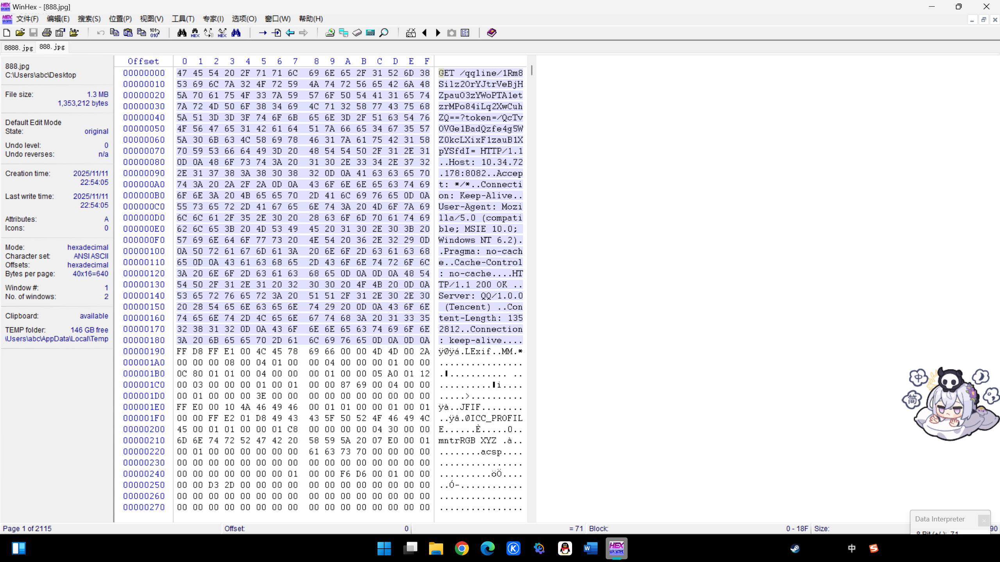 WinHex - [888.jpg]
文件(F) 编辑(E) 搜索(S) 位置(P) 视图(V) 工具(T) 专家(I) 选项(O) 窗口(W) 帮助(H)
8888.jpg 888.jpg
888.jpg
C:\Users\abc\Desktop
File size: 1.3 MB
1,353,212 bytes
Default Edit Mode
State: original
Undo level: 0
Undo reverses: n/a
Creation time: 2025/11/11
22:54:05
Last write time: 2025/11/11
22:54:05
Attributes: A
Icons: 0
Mode: hexadecimal
Character set: ANSI ASCII
Offsets: hexadecimal
Bytes per page: 40x16=640
Window #: 1
No. of windows: 2
Clipboard: available
TEMP folder: 146 GB free
\Users\abc\AppData\Local\Temp
Offset 0 1 2 3 4 5 6 7 8 9 A B C D E F
00000000 47 45 54 20 2F 71 71 6C 69 6E 65 2F 31 52 6D 38 GET /qqline/1Rm8
00000010 53 69 6C 7A 32 4F 72 59 4A 74 72 56 65 42 6A 48 Silz2OrYJtrVeBjH
00000020 5A 70 61 75 4F 33 7A 59 57 6F 50 54 41 31 65 74 ZpauO3zYWoPTA1et
00000030 7A 72 4D 50 6F 38 34 69 4C 71 32 58 77 43 75 68 zrMPo84iLq2XwCuh
00000040 5A 51 3D 3D 3F 74 6F 6B 65 6E 3D 2F 51 63 54 76 ZQ==?token=/QcTv
00000050 4F 56 47 65 31 42 61 64 51 7A 66 65 34 67 35 57 OVGe1BadQzfe4g5W
00000060 5A 30 6B 63 4C 58 69 78 46 31 7A 61 75 42 31 58 Z0kcLXixF1zauB1X
00000070 70 59 53 66 64 49 3D 20 48 54 54 50 2F 31 2E 31 pYSfdI= HTTP/1.1
00000080 0D 0A 48 6F 73 74 3A 20 31 30 2E 33 34 2E 37 32 ..Host: 10.34.72
00000090 2E 31 37 38 3A 38 30 38 32 0D 0A 41 63 63 65 70 .178:8082..Accep
000000A0 74 3A 20 2A 2F 2A 0D 0A 43 6F 6E 6E 65 63 74 69 t: */*..Connecti
000000B0 6F 6E 3A 20 4B 65 65 70 2D 41 6C 69 76 65 0D 0A on: Keep-Alive..
000000C0 55 73 65 72 2D 41 67 65 6E 74 3A 20 4D 6F 7A 69 User-Agent: Mozi
000000D0 6C 6C 61 2F 35 2E 30 20 28 63 6F 6D 70 61 74 69 lla/5.0 (compati
000000E0 62 6C 65 3B 20 4D 53 49 45 20 31 30 2E 30 3B 20 ble; MSIE 10.0;
000000F0 57 69 6E 64 6F 77 73 20 4E 54 20 36 2E 32 29 0D Windows NT 6.2).
00000100 0A 50 72 61 67 6D 61 3A 20 6E 6F 2D 63 61 63 68 .Pragma: no-cach
00000110 65 0D 0A 43 61 63 68 65 2D 43 6F 6E 74 72 6F 6C e..Cache-Control
00000120 3A 20 6E 6F 2D 63 61 63 68 65 0D 0A 0D 0A 48 54 : no-cache....HT
00000130 54 50 2F 31 2E 31 20 32 30 30 20 4F 4B 20 0D 0A TP/1.1 200 OK ..
00000140 53 65 72 76 65 72 3A 20 51 51 2F 31 2E 30 2E 30 Server: QQ/1.0.0
00000150 20 28 54 65 6E 63 65 6E 74 29 20 0D 0A 43 6F 6E (Tencent) ..Con
00000160 74 65 6E 74 2D 4C 65 6E 67 74 68 3A 20 31 33 35 tent-Length: 135
00000170 32 38 31 32 0D 0A 43 6F 6E 6E 65 63 74 69 6F 6E 2812..Connection
00000180 3A 20 6B 65 65 70 2D 61 6C 69 76 65 0D 0A 0D 0A : keep-alive....
00000190 FF D8 FF E1 00 4C 45 78 69 66 00 00 4D 4D 00 2A ÿØÿá.LExif..MM.*
000001A0 00 00 00 08 00 04 01 00 00 04 00 00 00 01 00 00 ................
000001B0 0C 80 01 01 00 04 00 00 00 01 00 00 05 A0 01 12 .▌........... ..
000001C0 00 03 00 00 00 01 00 01 00 00 87 69 00 04 00 00 ..........▌i....
000001D0 00 01 00 00 00 3E 00 00 00 00 00 00 00 00 00 00 .....>..........
000001E0 FF E0 00 10 4A 46 49 46 00 01 01 00 00 01 00 01 ÿà..JFIF........
000001F0 00 00 FF E2 01 D8 49 43 43 5F 50 52 4F 46 49 4C ..ÿâ.ØICC_PROFIL
00000200 45 00 01 01 00 00 01 C8 00 00 00 00 04 30 00 00 E......È.....0..
00000210 6D 6E 74 72 52 47 42 20 58 59 5A 20 07 E0 00 01 mntrRGB XYZ .à..
00000220 00 01 00 00 00 00 00 00 61 63 73 70 00 00 00 00 ........acsp....
00000230 00 00 00 00 00 00 00 00 00 00 00 00 00 00 00 00 ................
00000240 00 00 00 00 00 00 00 01 00 00 F6 D6 00 01 00 00 ..........öÖ....
00000250 00 00 D3 2D 00 00 00 00 00 00 00 00 00 00 00 00 ..Ó-............
00000260 00 00 00 00 00 00 00 00 00 00 00 00 00 00 00 00 ................
00000270 00 00 00 00 00 00 00 00 00 00 00 00 00 00 00 00 ................
中
简
Data Interpreter
8 Bit (+/-): 71
Page 1 of 2115 Offset: 0 = 71 Block: 0 - 18F Size: 90
中